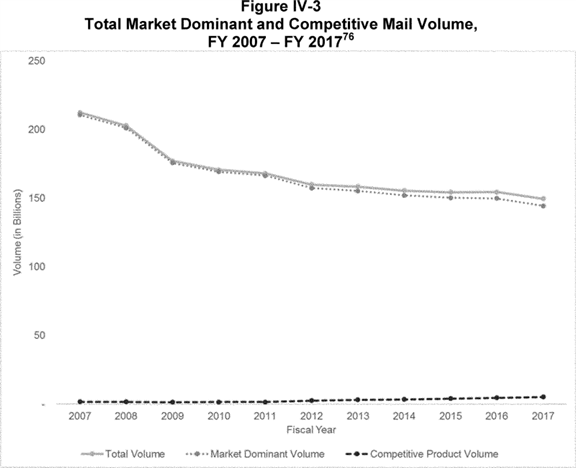 Figure IV-3
Total Market Dominant and Competitive Mail Volume,
FY 2007 – FY 2017⁷⁶
250
200
150
100
50
-
Volume (in Billions)
2007 2008 2009 2010 2011 2012 2013 2014 2015 2016 2017
Fiscal Year
Total Volume Market Dominant Volume Competitive Product Volume